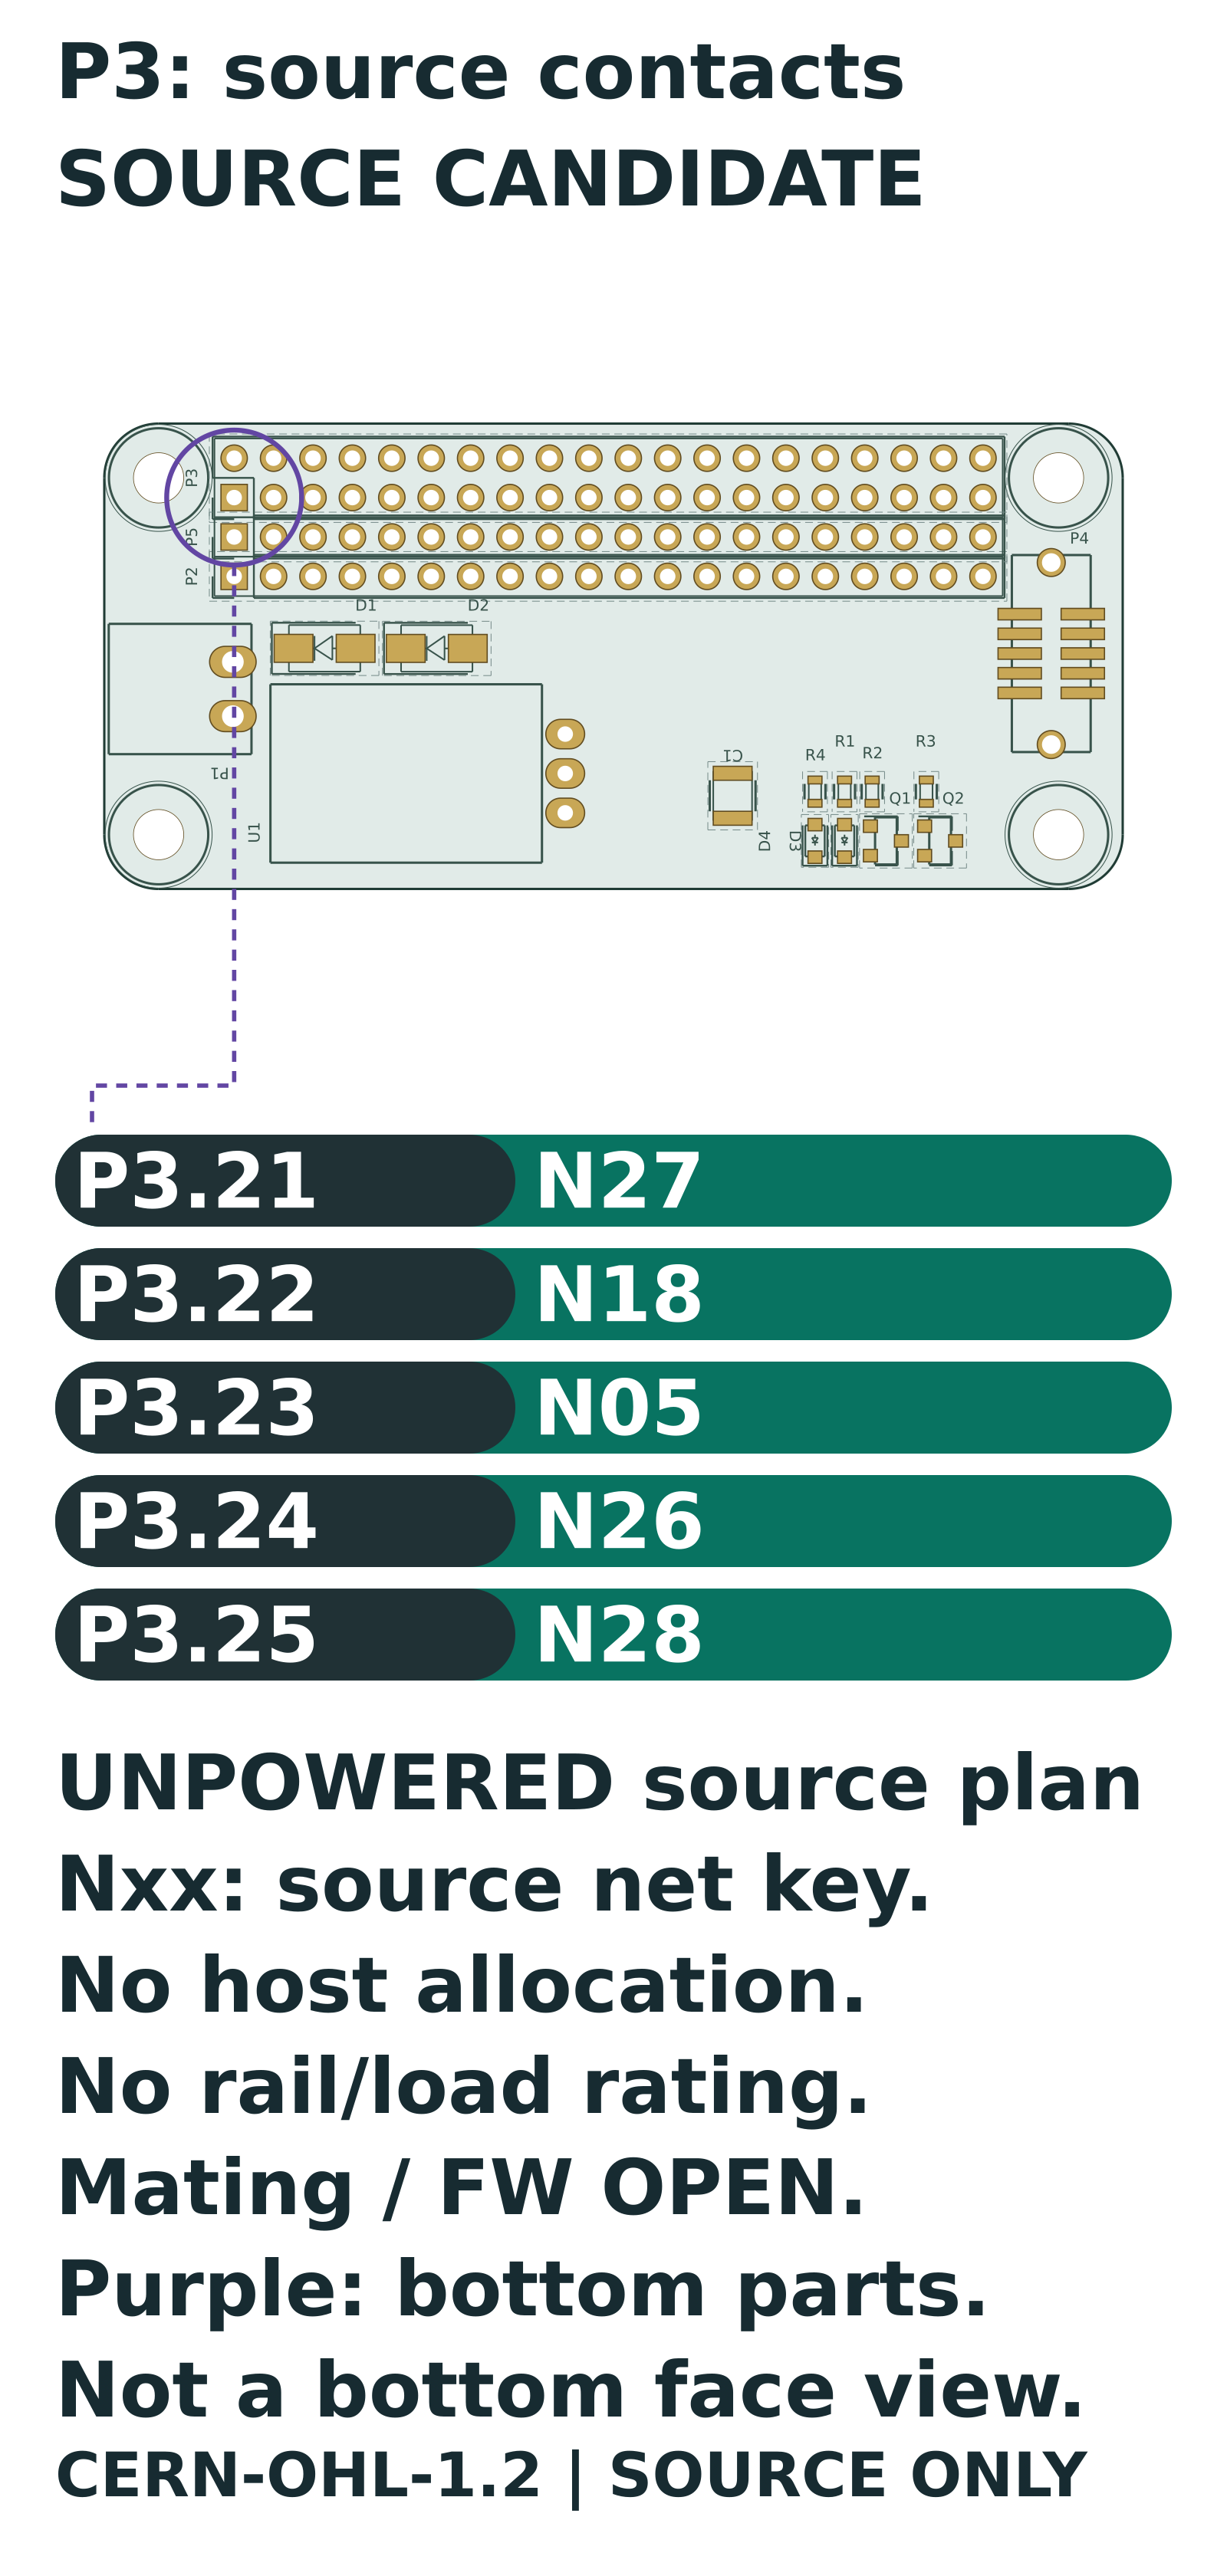 P3: source contacts
SOURCE CANDIDATE
P3
P5
P2
P4
D1 D2
P1
U1
C1
R4 R1 R2 R3
Q1 Q2
D4 D3
P3.21 N27
P3.22 N18
P3.23 N05
P3.24 N26
P3.25 N28
UNPOWERED source plan
Nxx: source net key.
No host allocation.
No rail/load rating.
Mating / FW OPEN.
Purple: bottom parts.
Not a bottom face view.
CERN-OHL-1.2 | SOURCE ONLY